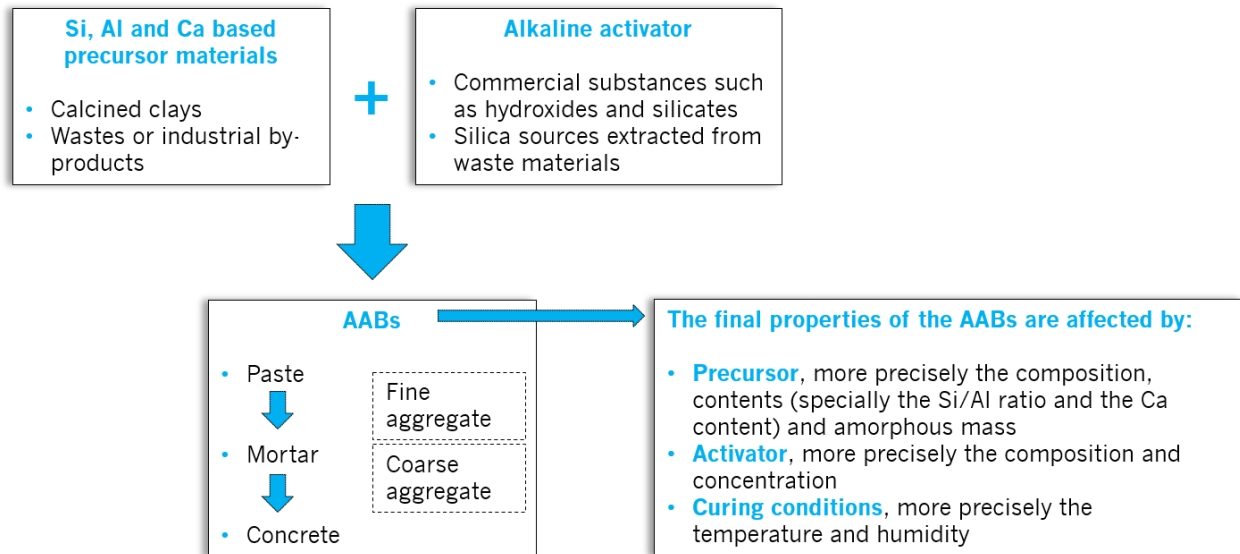 Si, Al and Ca based
precursor materials
• Calcined clays
• Wastes or industrial by-
products
+
Alkaline activator
• Commercial substances such
as hydroxides and silicates
• Silica sources extracted from
waste materials
AABs
• Paste
• Mortar
• Concrete
Fine
aggregate
Coarse
aggregate
The final properties of the AABs are affected by:
• Precursor, more precisely the composition,
contents (specially the Si/Al ratio and the Ca
content) and amorphous mass
• Activator, more precisely the composition and
concentration
• Curing conditions, more precisely the
temperature and humidity